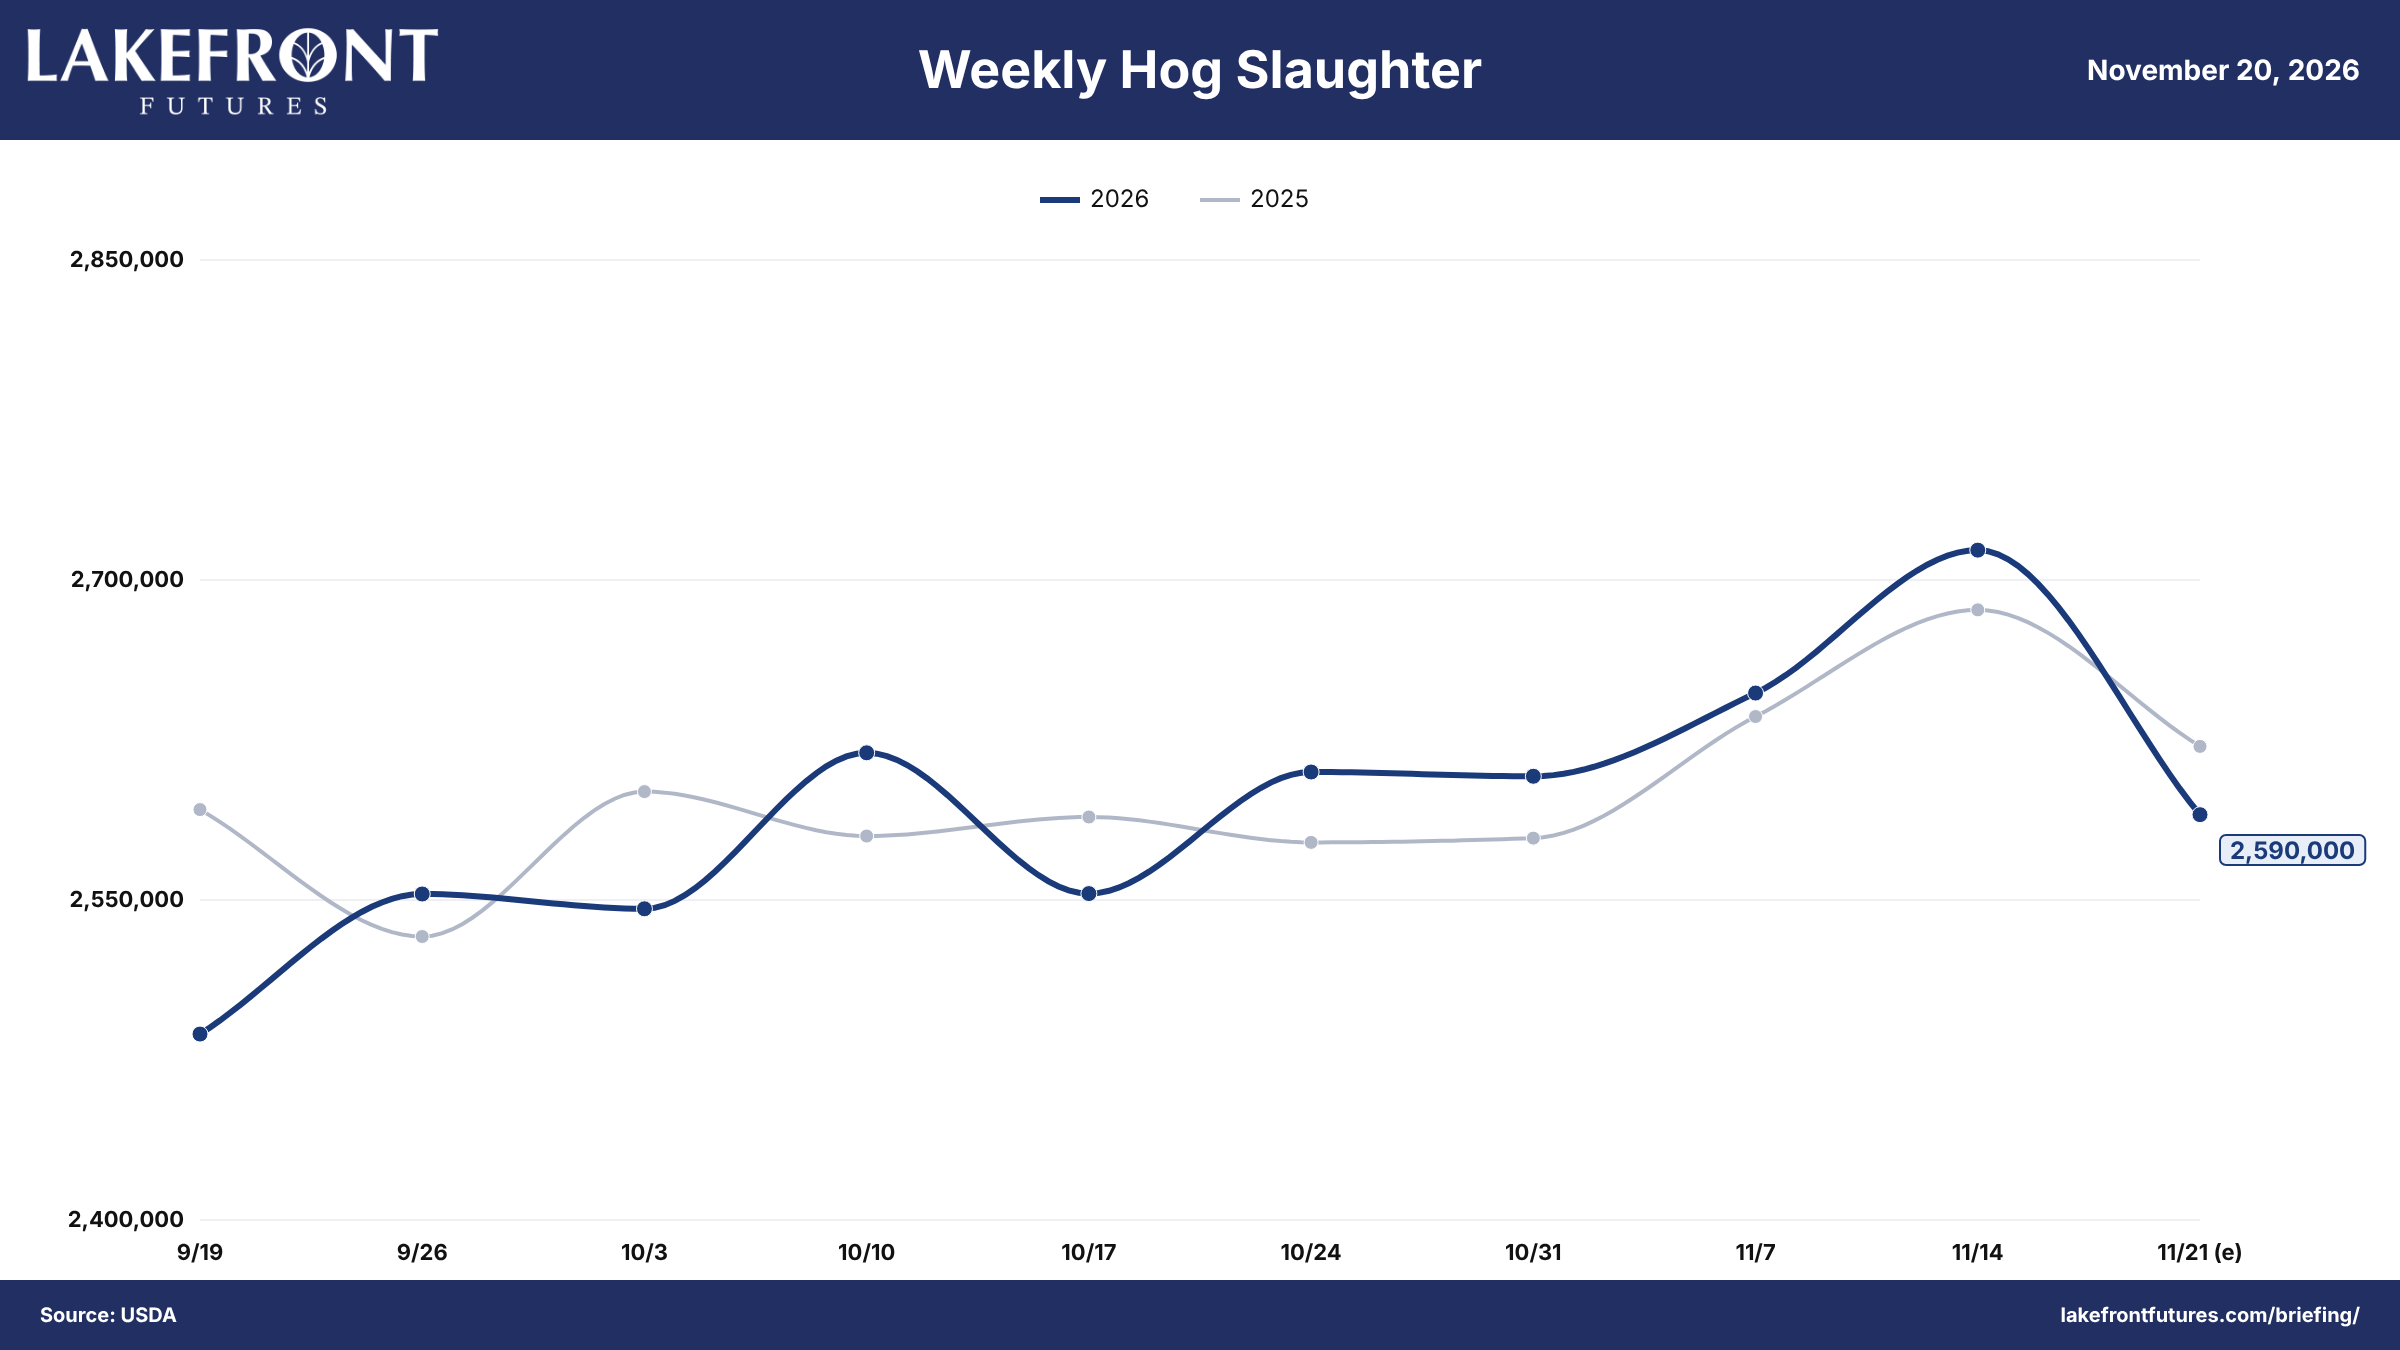 LAKEFRONT
FUTURES
Weekly Hog Slaughter
November 20, 2026
2026
2025
2,850,000
2,700,000
2,550,000
2,400,000
2,590,000
9/19
9/26
10/3
10/10
10/17
10/24
10/31
11/7
11/14
11/21 (e)
Source: USDA
lakefrontfutures.com/briefing/